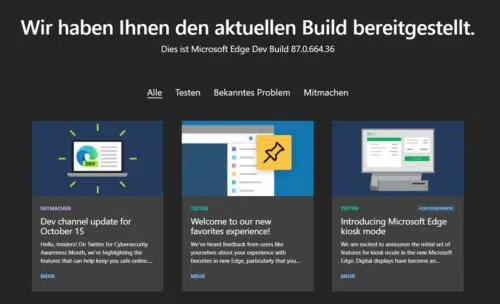 Wir haben Ihnen den aktuellen Build bereitgestellt.
Dies ist Microsoft Edge Dev Build 87.0.664.36
Alle Testen Bekanntes Problem Mitmachen
DEV
MITMACHEN
Dev channel update for
October 15
Hello, Insiders! On Twitter for Cybersecurity
Awareness Month, we're highlighting the
features that can help keep you safe online....
MEHR
TESTEN
Welcome to our new
favorites experience!
We've heard feedback from users like
yourselves about your experience with
favorites in new Edge, particularly that you...
MEHR
TESTEN
Introducing Microsoft Edge
kiosk mode
We are excited to announce the initial set of
features for kiosk mode in the new Microsoft
Edge. Digital displays have become an...
MEHR